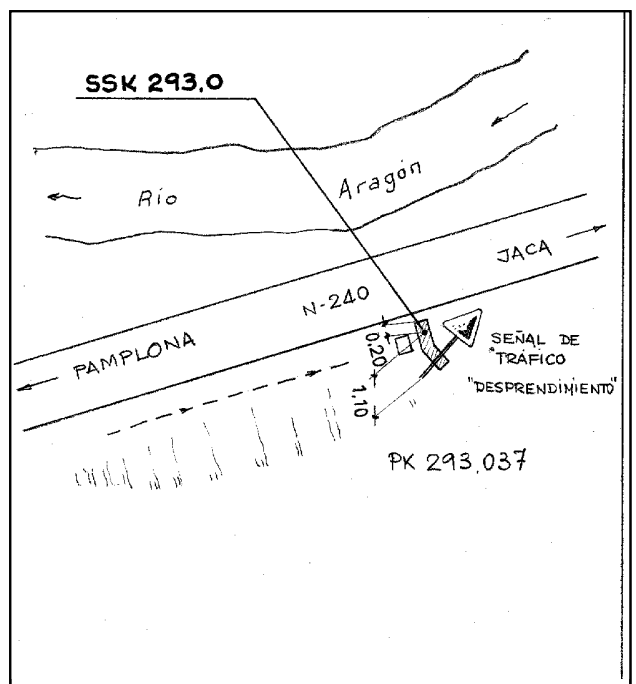 SSK 293.0
Río Aragón
JACA
N-240
PAMPLONA
0,20
1,10
SEÑAL DE
TRÁFICO
"DESPRENDIMIENTO"
PK 293,037